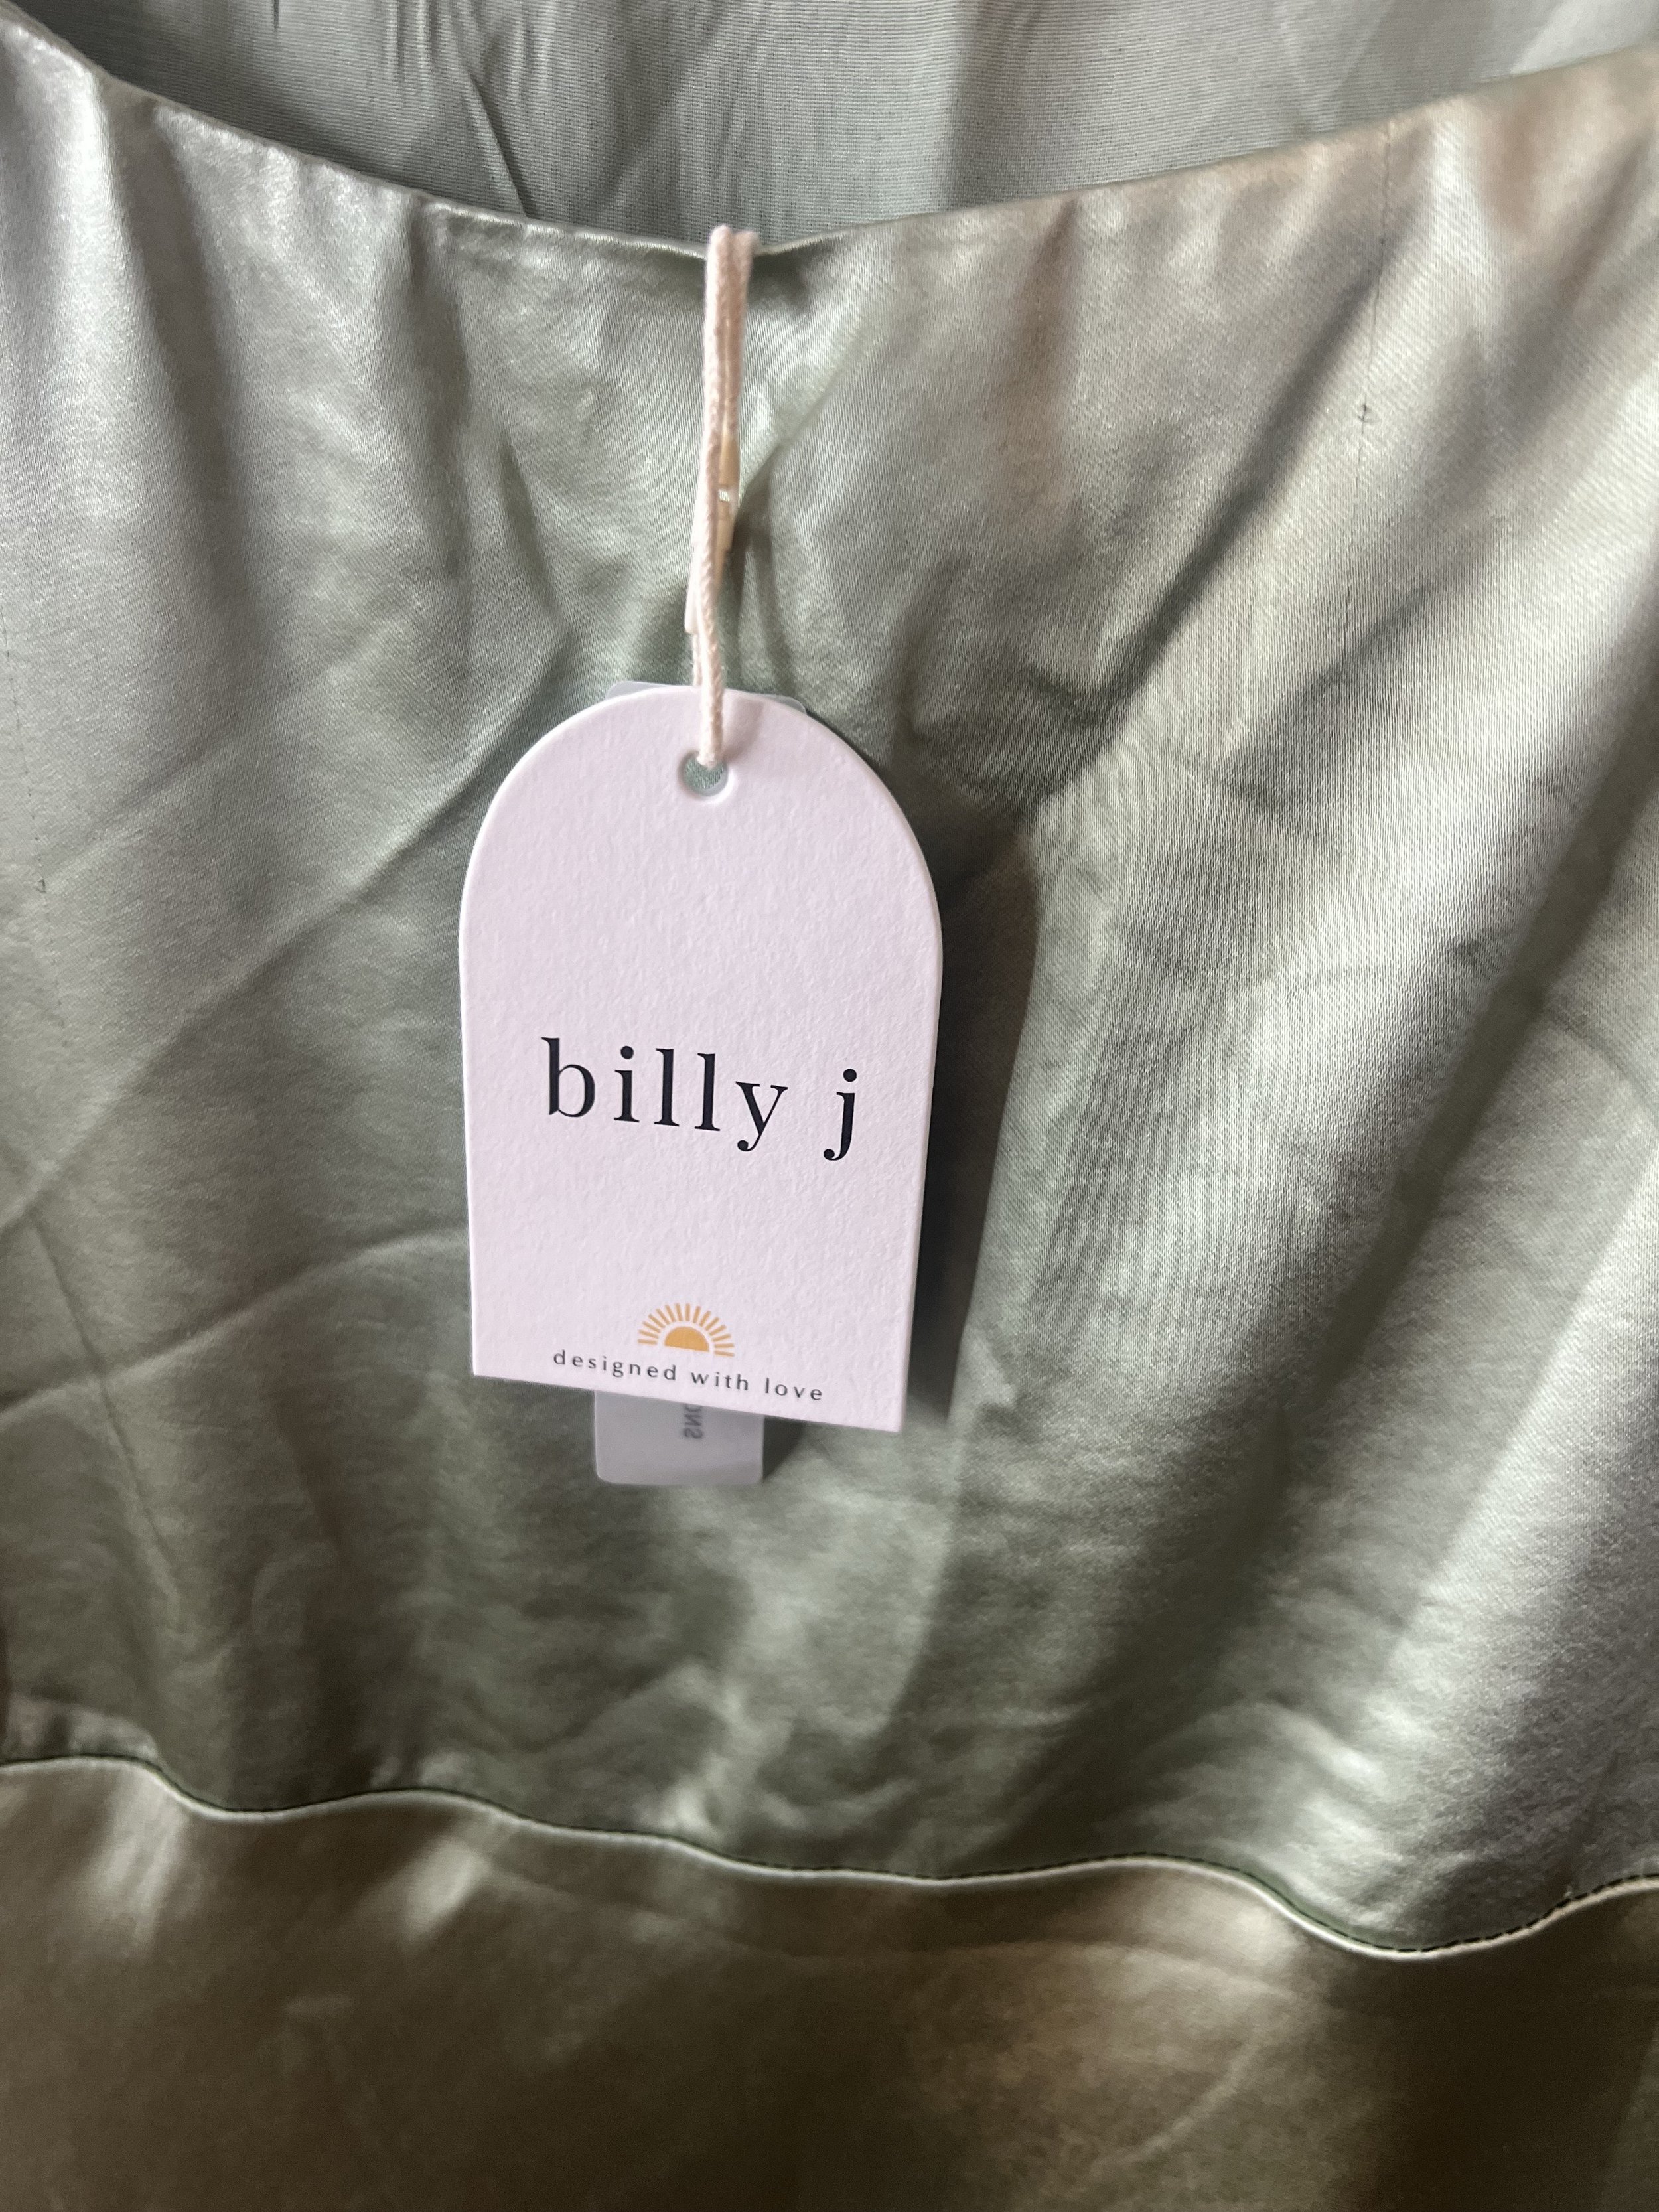 billy j
designed with love